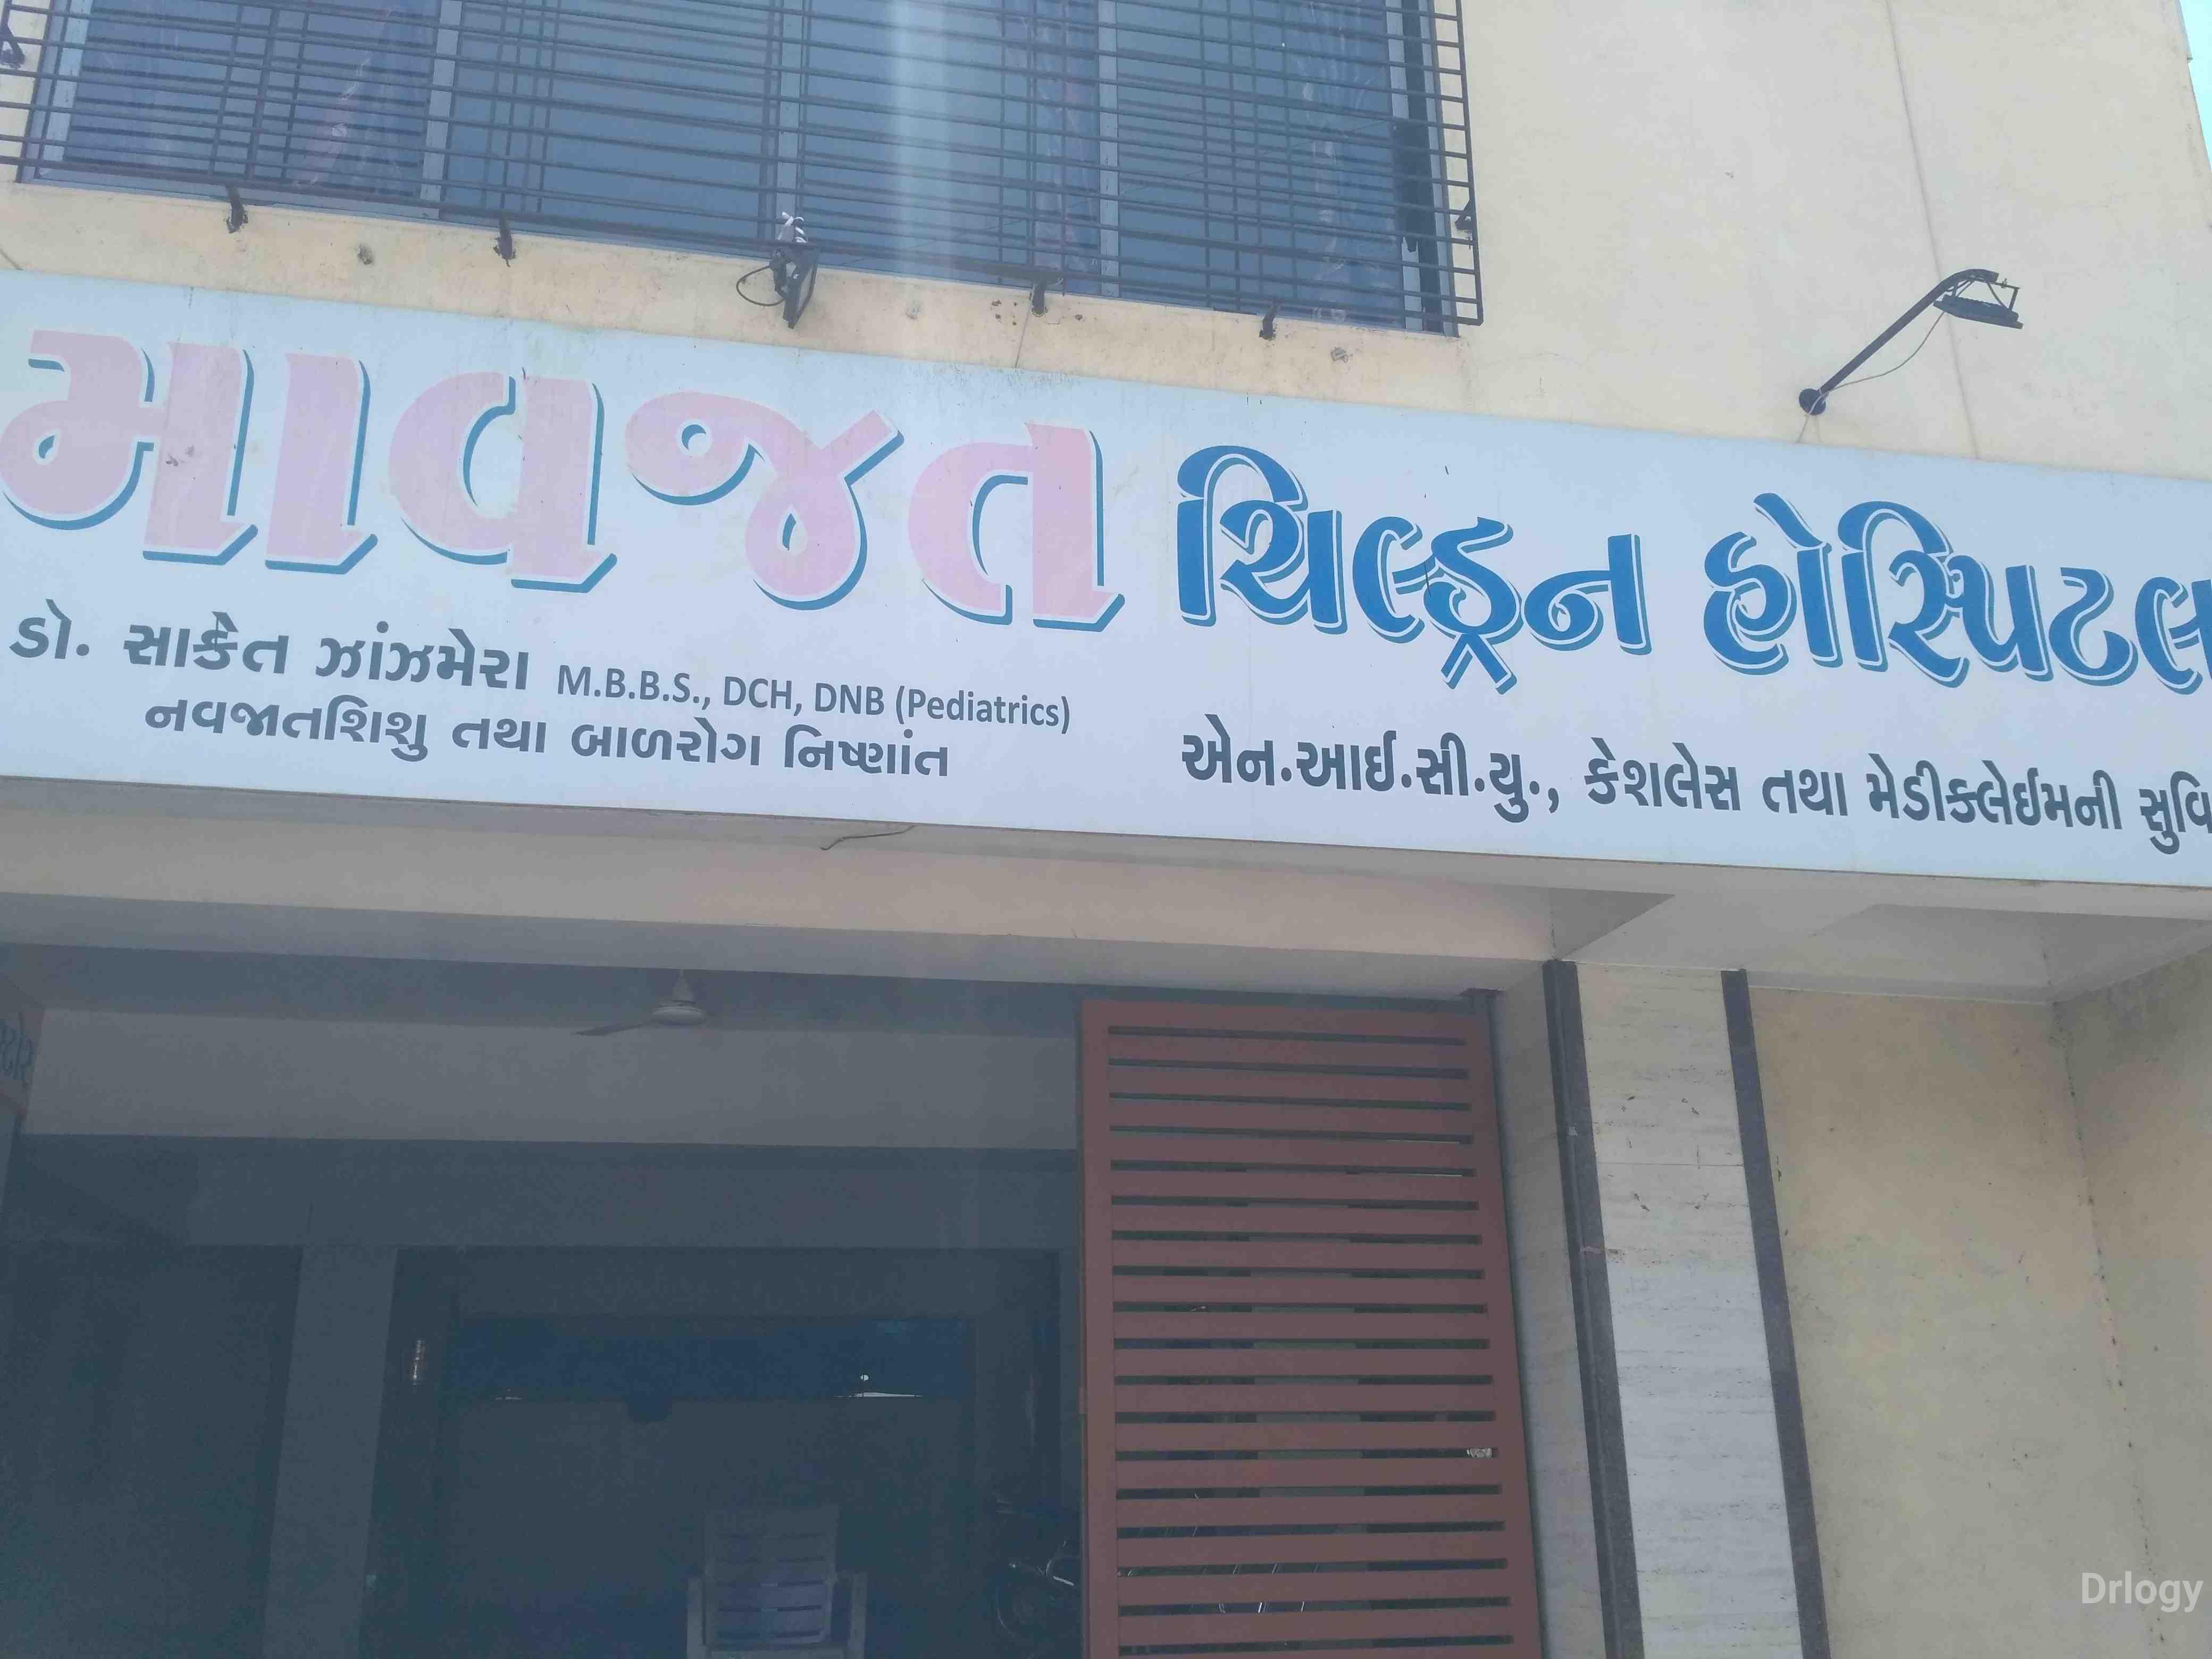 માવજત ચિલ્ડ્રન હોસ્પિટલ
ડો. સાકેત ઝાંઝમેરા M.B.B.S., DCH, DNB (Pediatrics)
નવજાતશિશુ તથા બાળરોગ નિષ્ણાંત
એન.આઈ.સી.યુ., કેશલેસ તથા મેડીક્લેઈમની સુવિ
Drlogy